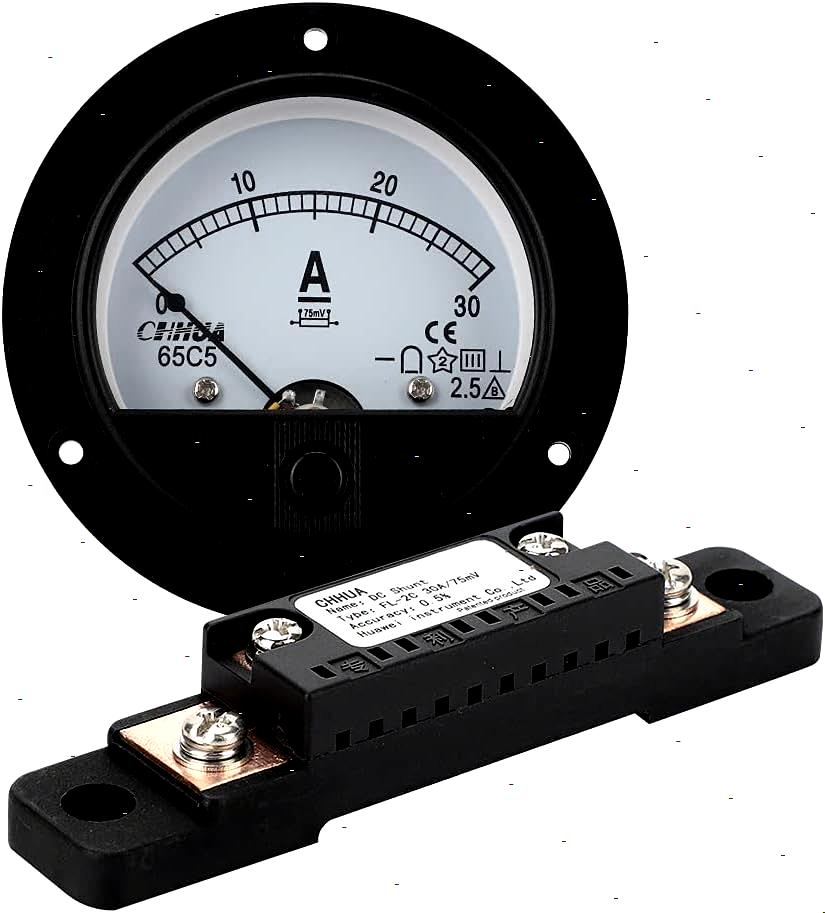 10
20
0
30
A
75mV
CHHUA
65C5
CE
2
2.5
B
CHHUA
Name: DC Shunt
Type: FL-2C 30A/75mV
Accuracy: 0.5%
Huawei instrument Co.,Ltd
Patented product
专利产品